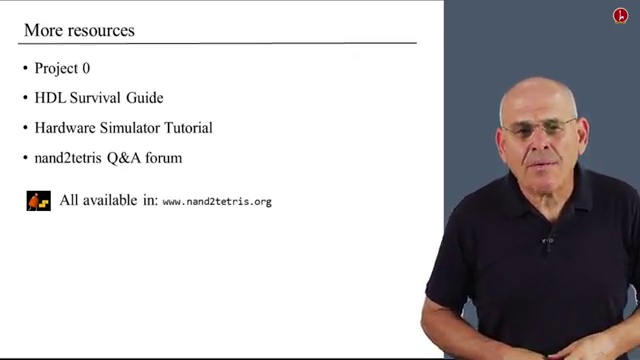 More resources
• Project 0
• HDL Survival Guide
• Hardware Simulator Tutorial
• nand2tetris Q&A forum
All available in: www.nand2tetris.org